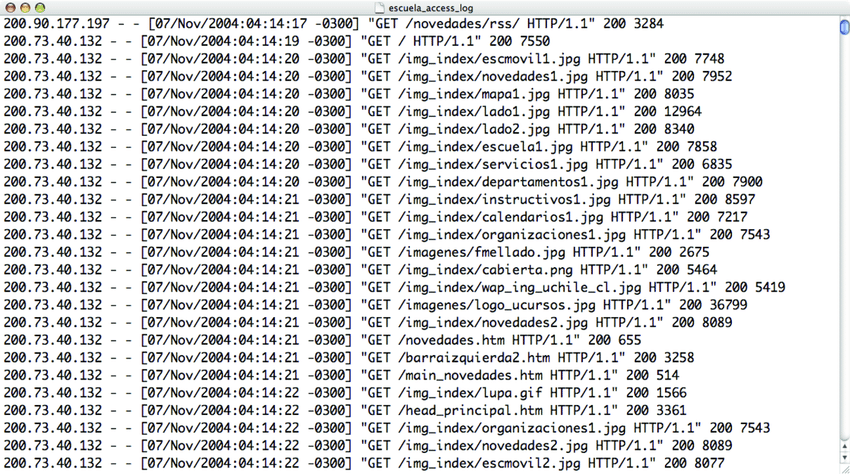 escuela_access_log
200.90.177.197 - - [07/Nov/2004:04:14:17 -0300] "GET /novedades/rss/ HTTP/1.1" 200 3284
200.73.40.132 - - [07/Nov/2004:04:14:19 -0300] "GET / HTTP/1.1" 200 7550
200.73.40.132 - - [07/Nov/2004:04:14:20 -0300] "GET /img_index/escmovil1.jpg HTTP/1.1" 200 7748
200.73.40.132 - - [07/Nov/2004:04:14:20 -0300] "GET /img_index/novedades1.jpg HTTP/1.1" 200 7952
200.73.40.132 - - [07/Nov/2004:04:14:20 -0300] "GET /img_index/mapa1.jpg HTTP/1.1" 200 8035
200.73.40.132 - - [07/Nov/2004:04:14:20 -0300] "GET /img_index/lado1.jpg HTTP/1.1" 200 12964
200.73.40.132 - - [07/Nov/2004:04:14:20 -0300] "GET /img_index/lado2.jpg HTTP/1.1" 200 8340
200.73.40.132 - - [07/Nov/2004:04:14:20 -0300] "GET /img_index/escuela1.jpg HTTP/1.1" 200 7858
200.73.40.132 - - [07/Nov/2004:04:14:20 -0300] "GET /img_index/servicios1.jpg HTTP/1.1" 200 6835
200.73.40.132 - - [07/Nov/2004:04:14:20 -0300] "GET /img_index/departamentos1.jpg HTTP/1.1" 200 7900
200.73.40.132 - - [07/Nov/2004:04:14:21 -0300] "GET /img_index/instructivos1.jpg HTTP/1.1" 200 8597
200.73.40.132 - - [07/Nov/2004:04:14:21 -0300] "GET /img_index/calendarios1.jpg HTTP/1.1" 200 7217
200.73.40.132 - - [07/Nov/2004:04:14:21 -0300] "GET /img_index/organizaciones1.jpg HTTP/1.1" 200 7543
200.73.40.132 - - [07/Nov/2004:04:14:21 -0300] "GET /imagenes/fmellado.jpg HTTP/1.1" 200 2675
200.73.40.132 - - [07/Nov/2004:04:14:21 -0300] "GET /img_index/cabierta.png HTTP/1.1" 200 5464
200.73.40.132 - - [07/Nov/2004:04:14:21 -0300] "GET /img_index/wap_ing_uchile_cl.jpg HTTP/1.1" 200 5419
200.73.40.132 - - [07/Nov/2004:04:14:21 -0300] "GET /imagenes/logo_ucursos.jpg HTTP/1.1" 200 36799
200.73.40.132 - - [07/Nov/2004:04:14:21 -0300] "GET /img_index/novedades2.jpg HTTP/1.1" 200 8089
200.73.40.132 - - [07/Nov/2004:04:14:21 -0300] "GET /novedades.htm HTTP/1.1" 200 655
200.73.40.132 - - [07/Nov/2004:04:14:21 -0300] "GET /barraizquierda2.htm HTTP/1.1" 200 3258
200.73.40.132 - - [07/Nov/2004:04:14:21 -0300] "GET /main_novedades.htm HTTP/1.1" 200 514
200.73.40.132 - - [07/Nov/2004:04:14:22 -0300] "GET /img_index/lupa.gif HTTP/1.1" 200 1566
200.73.40.132 - - [07/Nov/2004:04:14:22 -0300] "GET /head_principal.htm HTTP/1.1" 200 3361
200.73.40.132 - - [07/Nov/2004:04:14:22 -0300] "GET /img_index/organizaciones1.jpg HTTP/1.1" 200 7543
200.73.40.132 - - [07/Nov/2004:04:14:22 -0300] "GET /img_index/novedades2.jpg HTTP/1.1" 200 8089
200.73.40.132 - - [07/Nov/2004:04:14:22 -0300] "GET /img_index/escmovil2.jpg HTTP/1.1" 200 8077